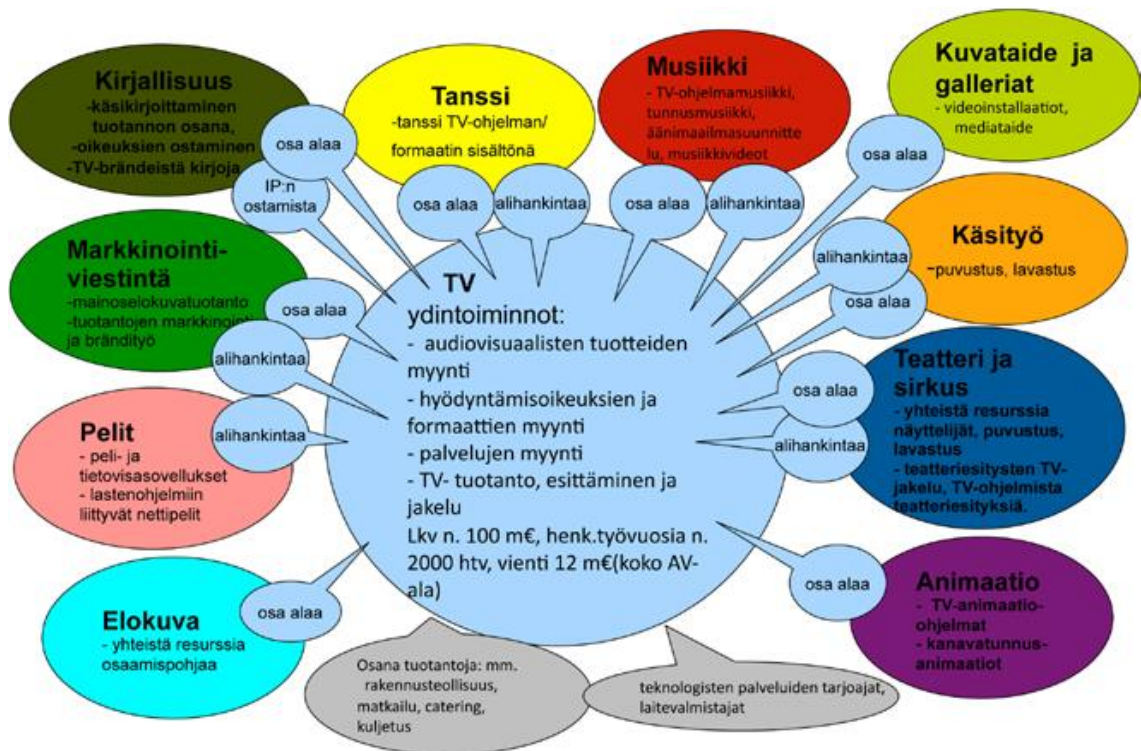 Kirjallisuus
-käsikirjoittaminen
tuotannon osana,
-oikeuksien ostaminen
-TV-brändeistä kirjoja
osa alaa
IP:n
ostamista
Tanssi
-tanssi TV-ohjelman/
formaatin sisältönä
osa alaa
alihankintaa
Musiikki
- TV-ohjelmamusiikki,
tunnusmusiikki,
äänimaailmasuunnitte
lu, musiikkivideot
osa alaa
alihankintaa
Kuvataide ja
galleriat
- videoinstallaatiot,
mediataide
osa alaa
Käsityö
-puvustus, lavastus
alihankintaa
osa alaa
Markkinointi-
viestintä
-mainoselokuvatuotanto
-tuotantojen markkinointi
ja brändityö
osa alaa
alihankintaa
TV
ydintoiminnot:
- audiovisuaalisten tuotteiden
myynti
- hyödyntämisoikeuksien ja
formaattien myynti
- palvelujen myynti
- TV- tuotanto, esittäminen ja
jakelu
Lkv n. 100 m€, henk.työvuosia n.
2000 htv, vienti 12 m€(koko AV-
ala)
Teatteri ja
sirkus
- yhteistä resurssia
näyttelijät, puvustus,
lavastus
- teatteriesitysten TV-
jakelu, TV-ohjelmista
teatteriesityksiä.
osa alaa
alihankintaa
Pelit
- peli- ja
tietovisasovellukset
- lastenohjelmiin
liittyvät nettipelit
alihankintaa
Elokuva
- yhteistä resurssia
osaamispohjaa
osa alaa
Animaatio
- TV-animaatio-
ohjelmat
- kanavatunnus-
animaatiot
osa alaa
Osana tuotantoja: mm.
rakennusteollisuus,
matkailu, catering,
kuljetus
teknologisten palveluiden tarjoajat,
laitevalmistajat